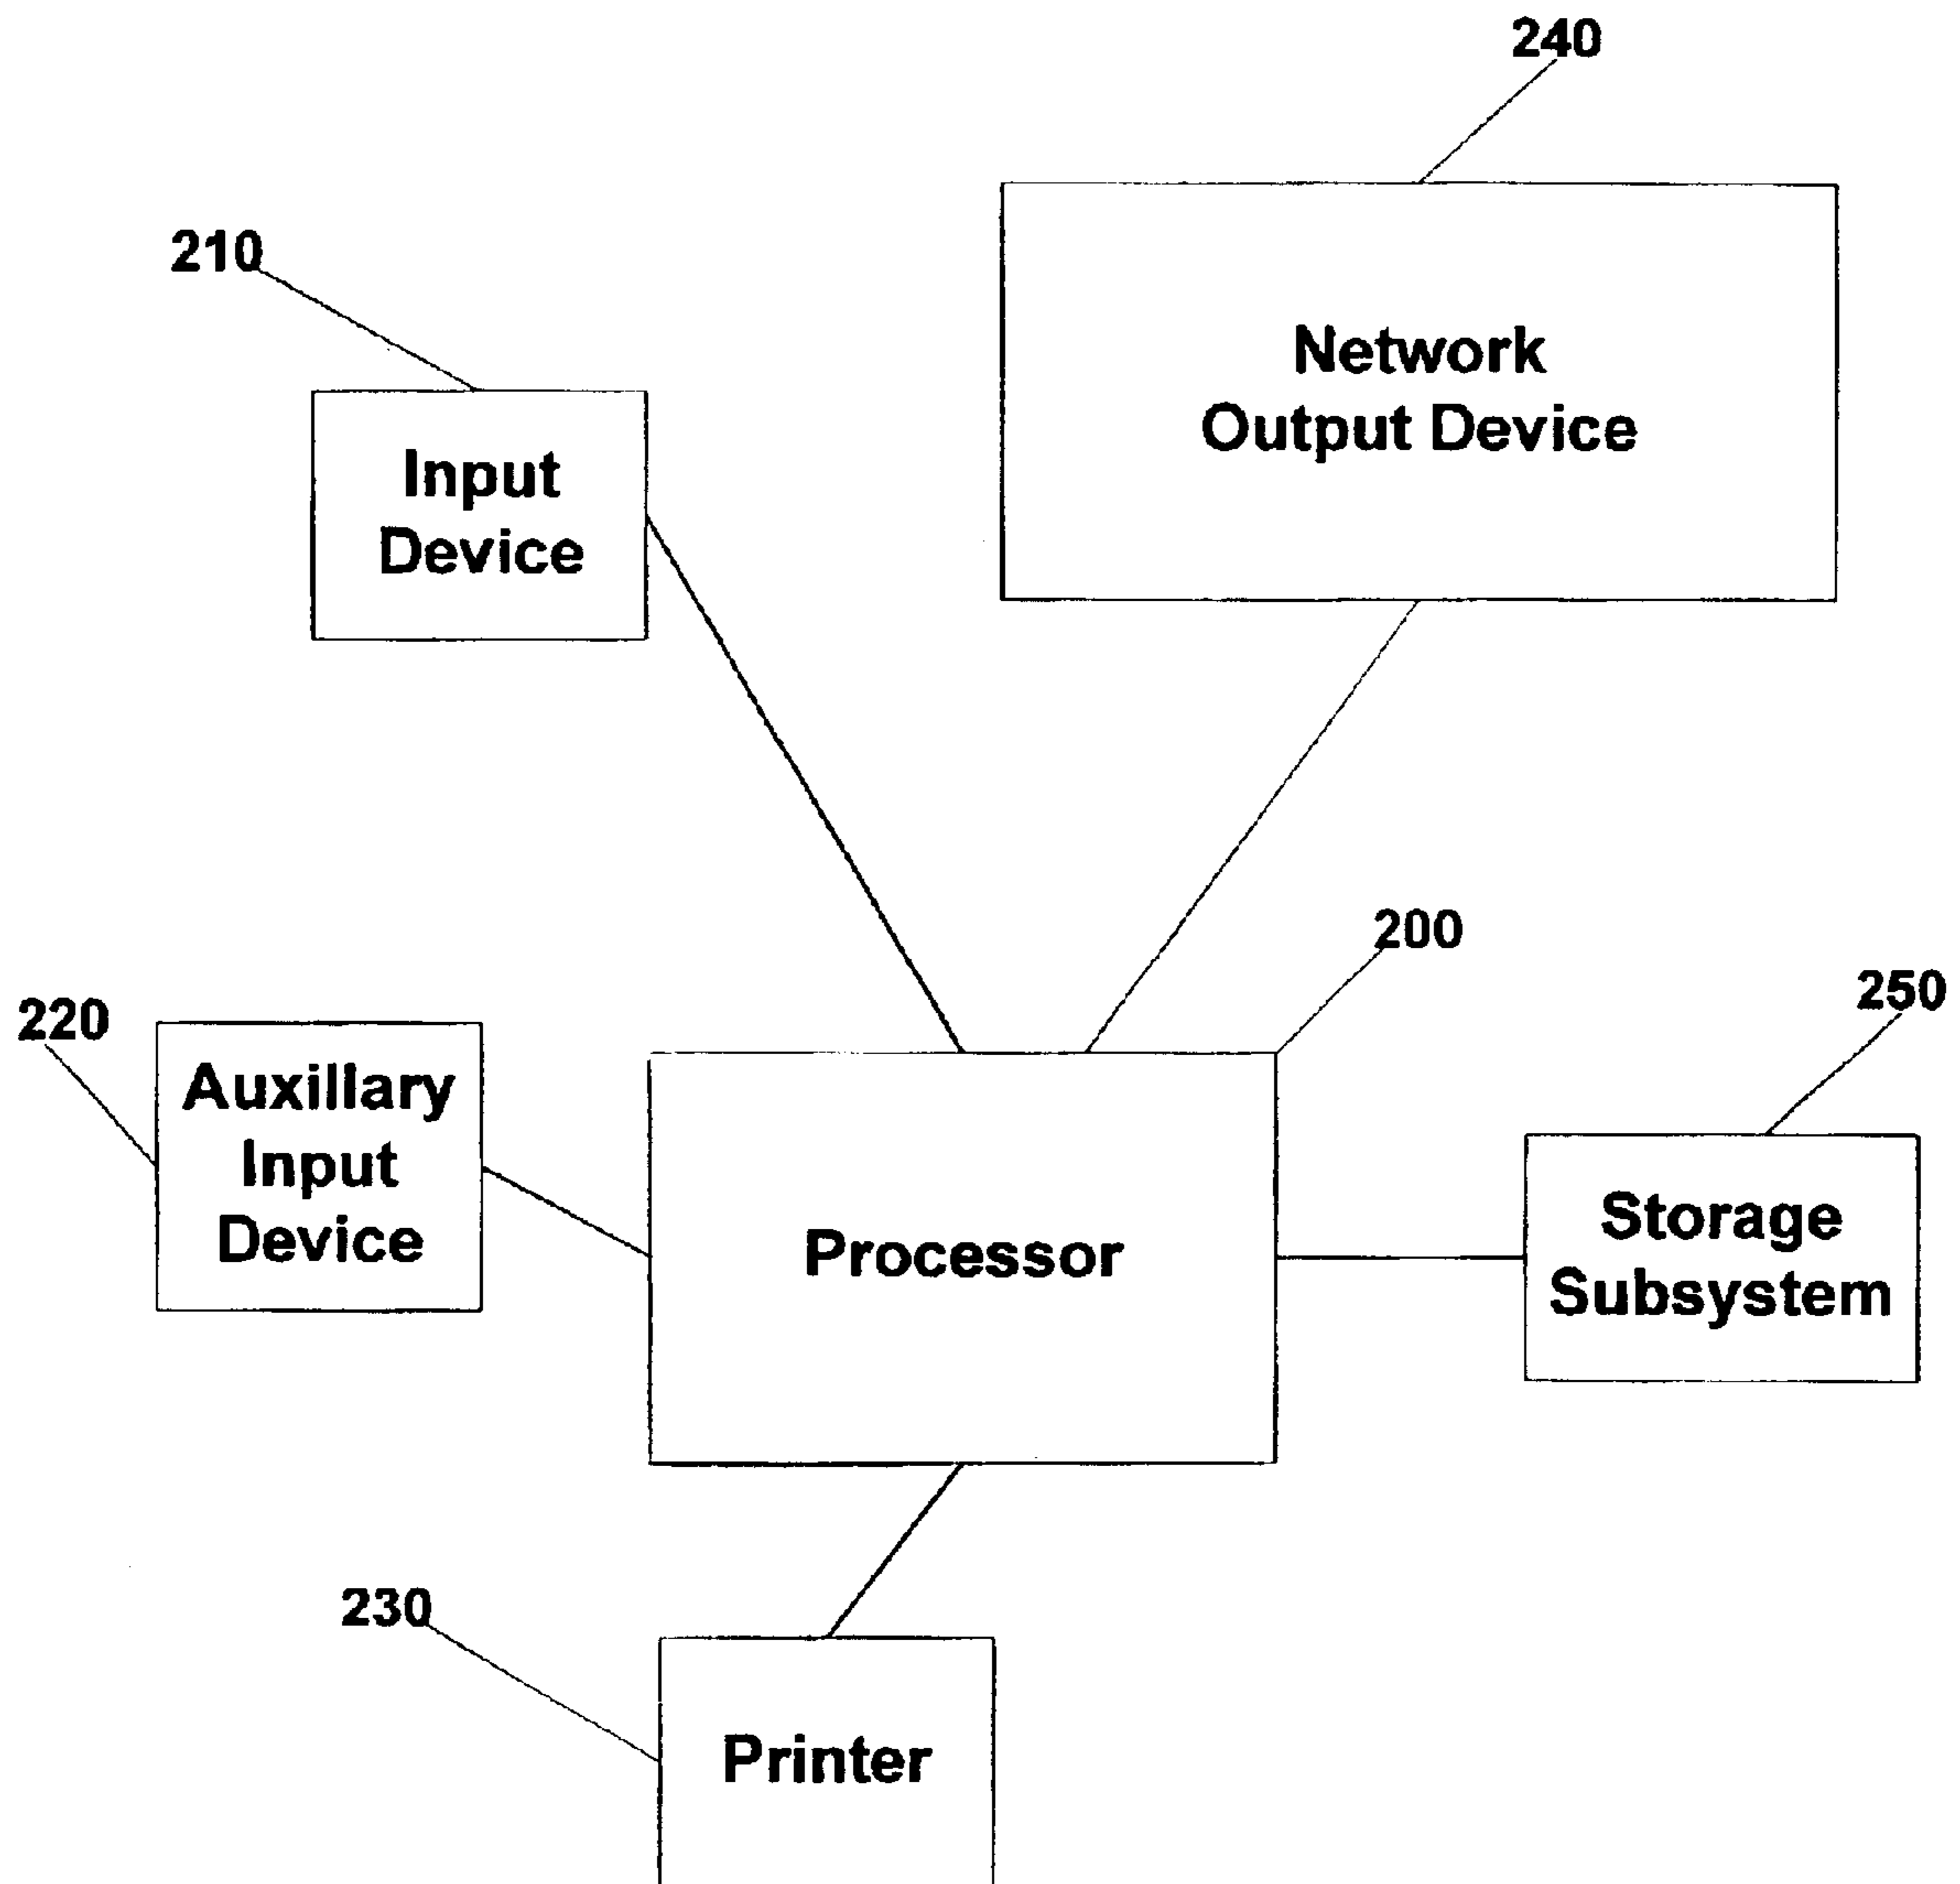 240
210
Network
Output Device
Input
Device
200
250
220
Auxillary
Input
Device
Processor
Storage
Subsystem
230
Printer